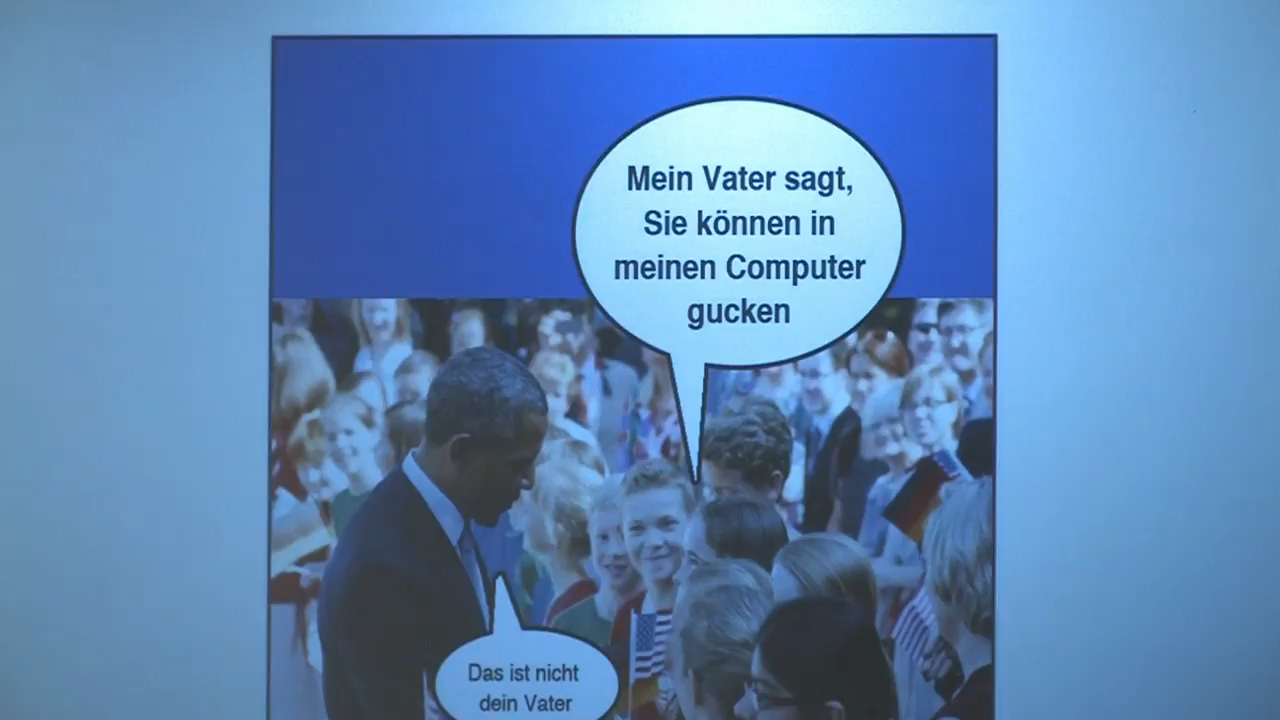 Mein Vater sagt,
Sie können in
meinen Computer
gucken
Das ist nicht
dein Vater